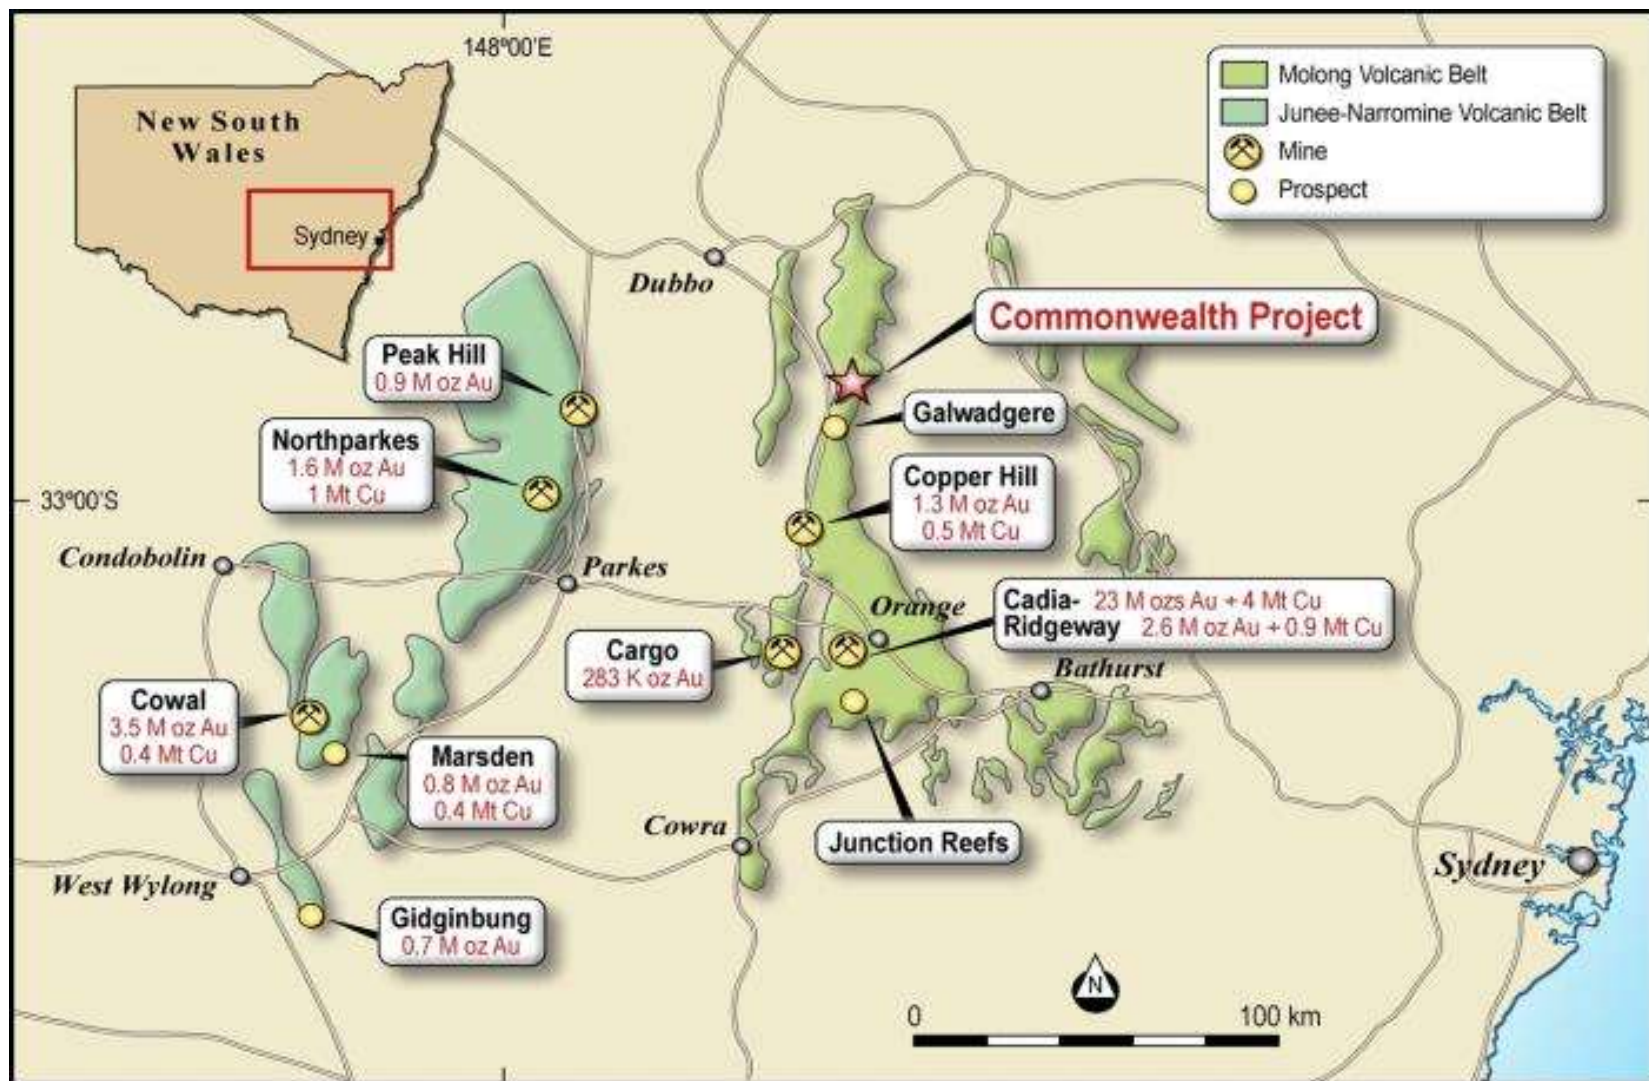 148°00'E
New South
Wales
Sydney
Molong Volcanic Belt
Junee-Narromine Volcanic Belt
Mine
Prospect
Dubbo
Commonwealth Project
Peak Hill
0.9 M oz Au
Galwadgere
Northparkes
1.6 M oz Au
1 Mt Cu
Copper Hill
1.3 M oz Au
0.5 Mt Cu
33°00'S
Condobolin
Parkes
Orange
Cadia- 23 M ozs Au + 4 Mt Cu
Ridgeway 2.6 M oz Au + 0.9 Mt Cu
Cargo
283 K oz Au
Bathurst
Cowal
3.5 M oz Au
0.4 Mt Cu
Marsden
0.8 M oz Au
0.4 Mt Cu
Cowra
Junction Reefs
Sydney
West Wylong
Gidginbung
0.7 M oz Au
N
0 100 km